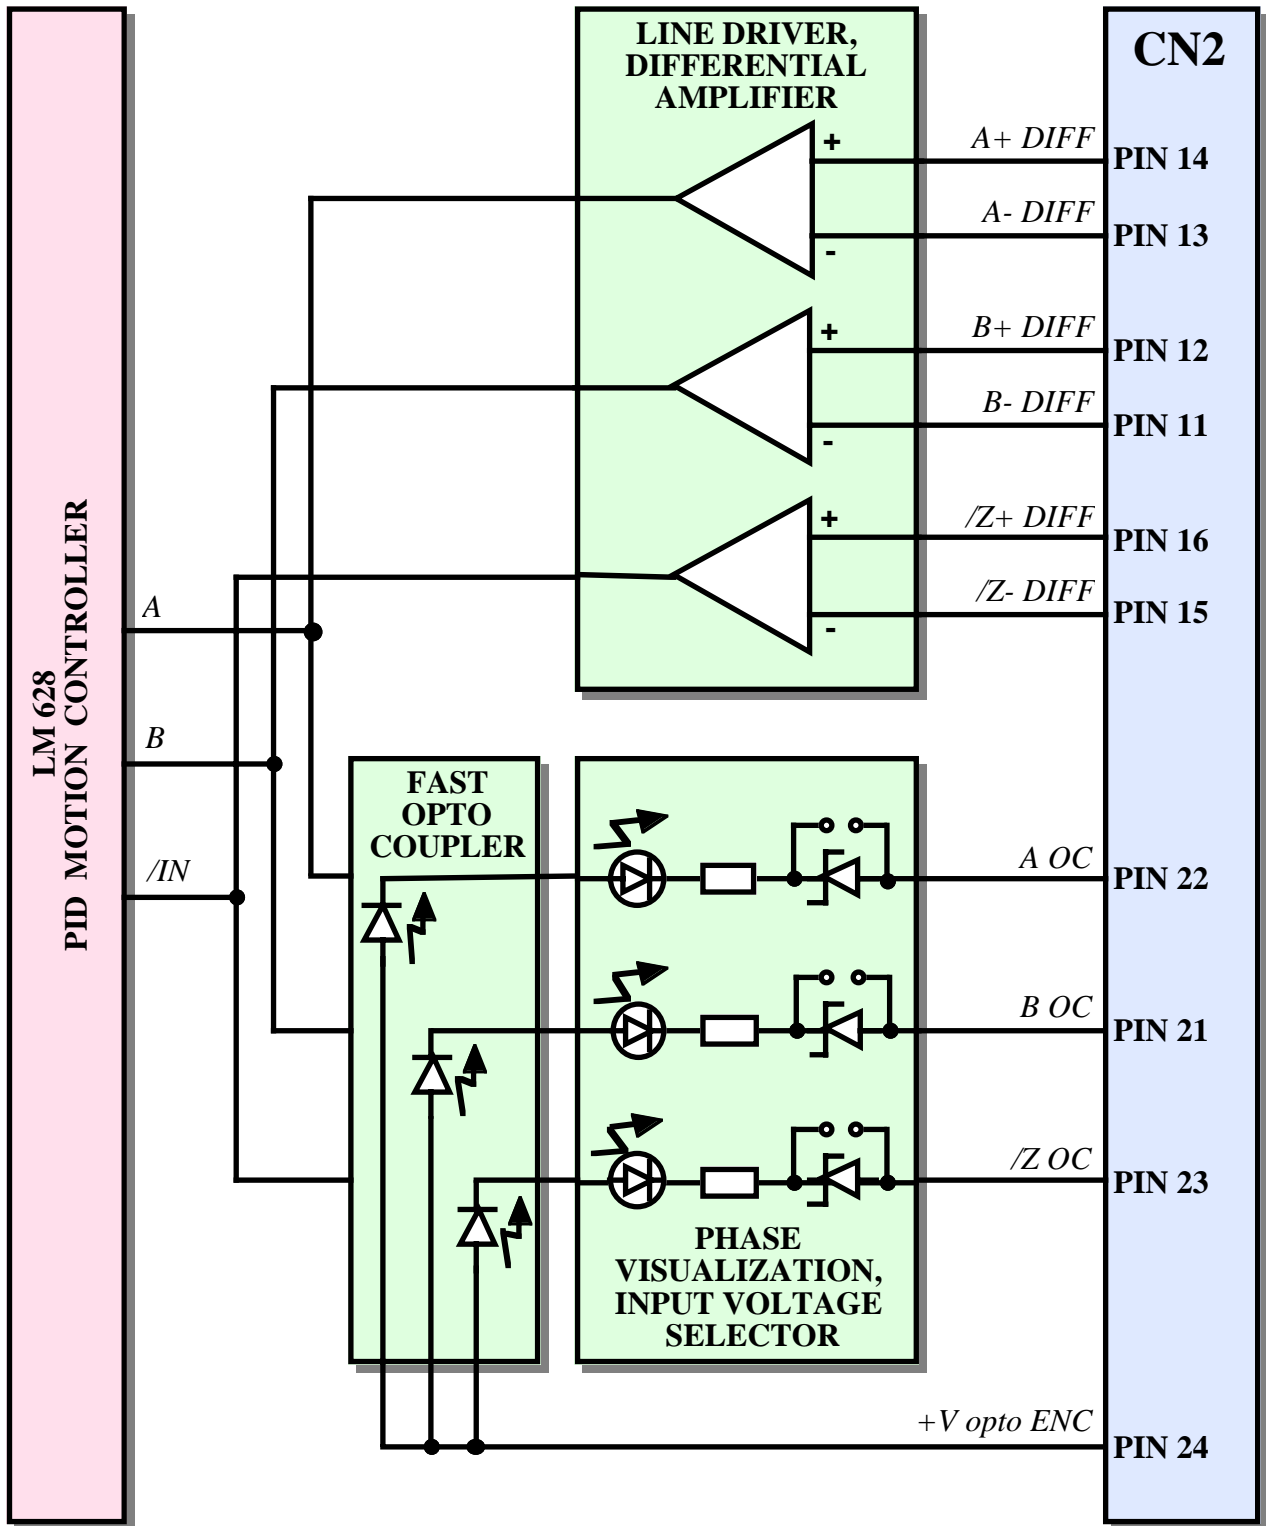 LINE DRIVER,
DIFFERENTIAL
AMPLIFIER
CN2
+
A+ DIFF
PIN 14
-
A- DIFF
PIN 13
+
B+ DIFF
PIN 12
-
B- DIFF
PIN 11
+
/Z+ DIFF
PIN 16
-
/Z- DIFF
PIN 15
LM 628
PID MOTION CONTROLLER
A
B
/IN
FAST
OPTO
COUPLER
A OC
PIN 22
B OC
PIN 21
/Z OC
PIN 23
PHASE
VISUALIZATION,
INPUT VOLTAGE
SELECTOR
+V opto ENC
PIN 24